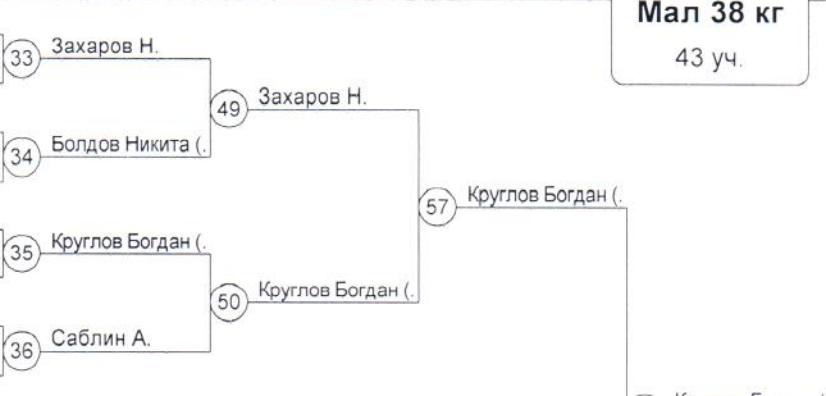 Мал 38 кг
43 уч.
33 Захаров Н.
49 Захаров Н.
34 Болдов Никита (.
57 Круглов Богдан (.
35 Круглов Богдан (.
50 Круглов Богдан (.
36 Саблин А.